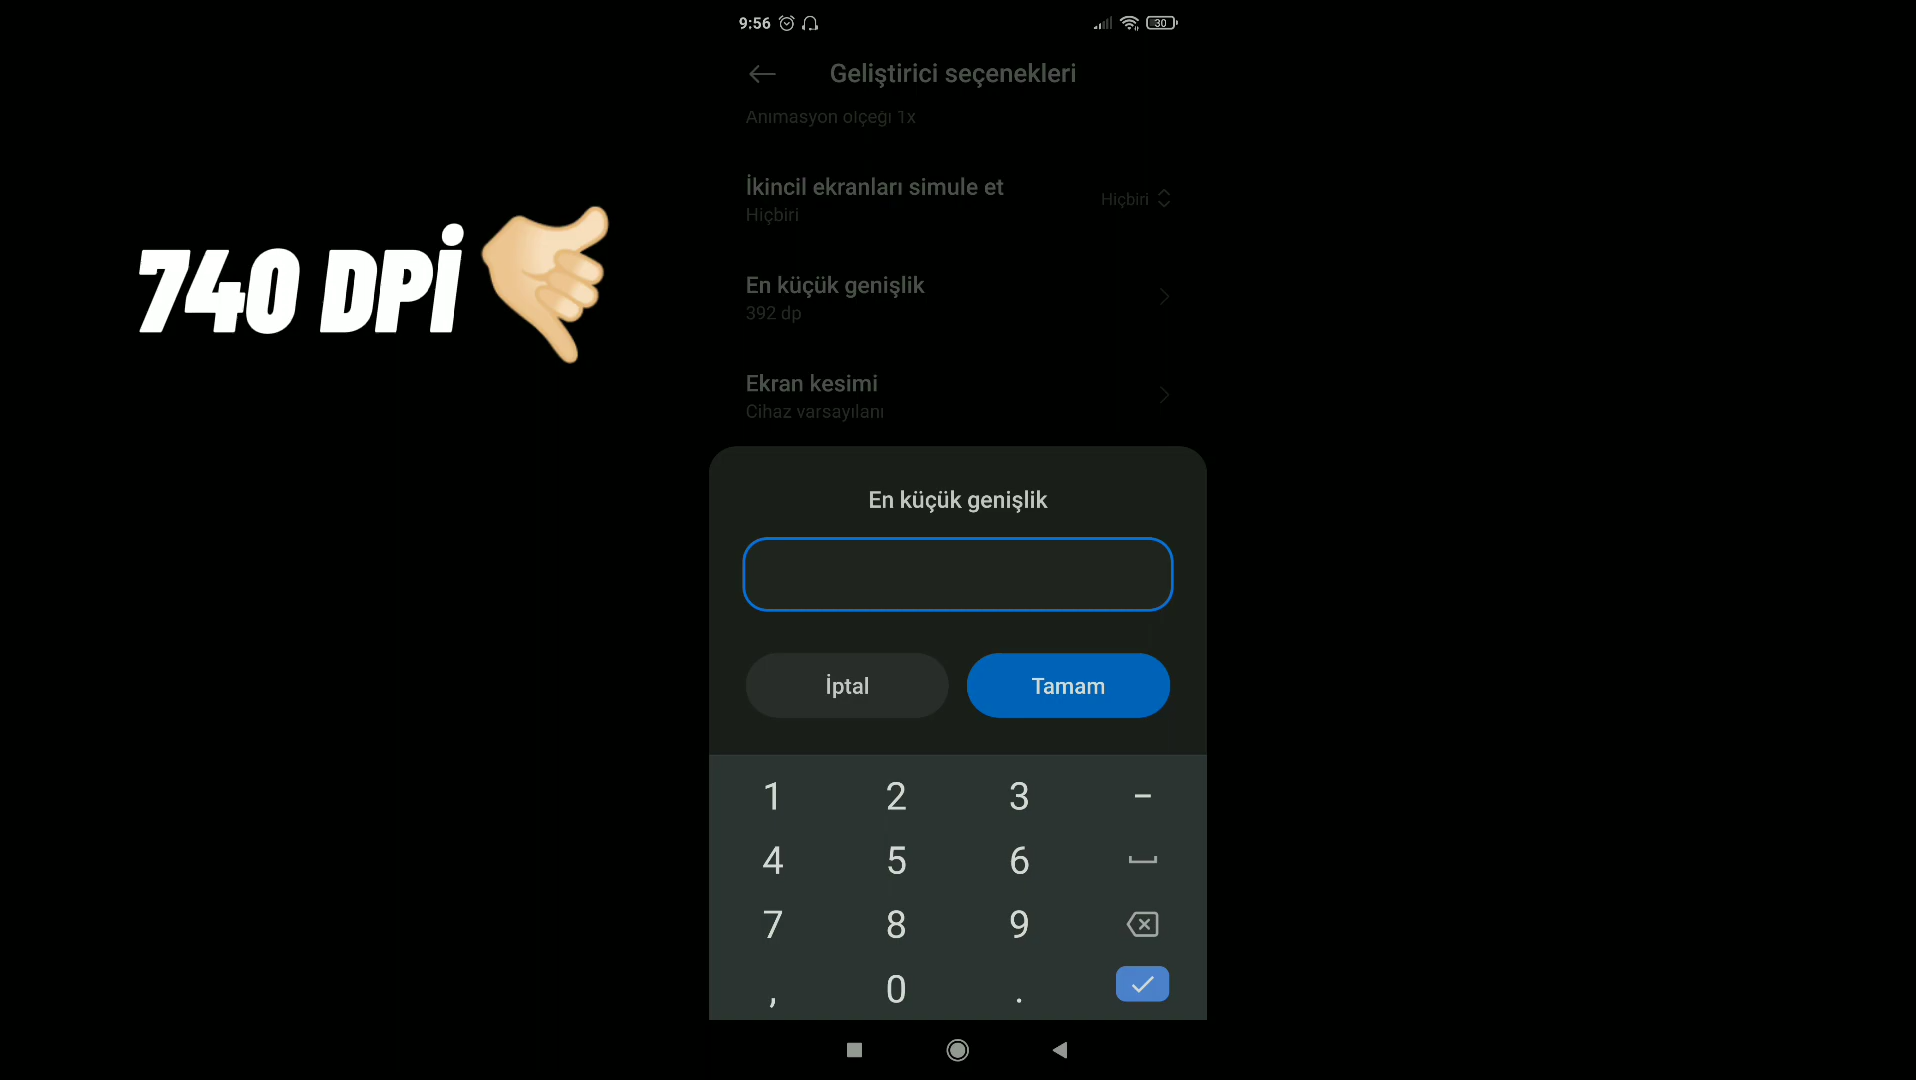 9:56
30
Geliştirici seçenekleri
Animasyon ölçeği 1x
İkincil ekranları simule et
Hiçbiri
Hiçbiri
En küçük genişlik
392 dp
Ekran kesimi
Cihaz varsayılanı
740 DPİ
En küçük genişlik
İptal
Tamam
1 2 3 −
4 5 6
7 8 9
, 0 .